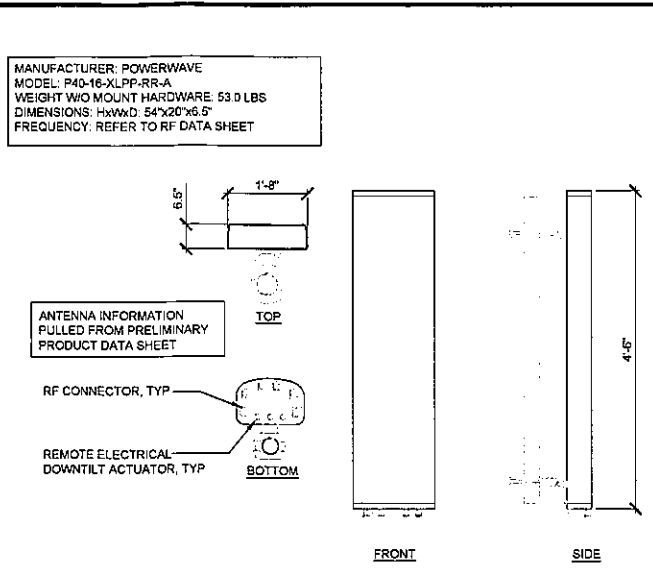 MANUFACTURER: POWERWAVE
MODEL: P40-16-XLPP-RR-A
WEIGHT W/O MOUNT HARDWARE: 53.0 LBS
DIMENSIONS: HxWxD: 54"x20"x6.5"
FREQUENCY: REFER TO RF DATA SHEET
1'-8"
6.5"
TOP
ANTENNA INFORMATION
PULLED FROM PRELIMINARY
PRODUCT DATA SHEET
RF CONNECTOR, TYP
REMOTE ELECTRICAL
DOWNTILT ACTUATOR, TYP
BOTTOM
4'-6"
FRONT
SIDE